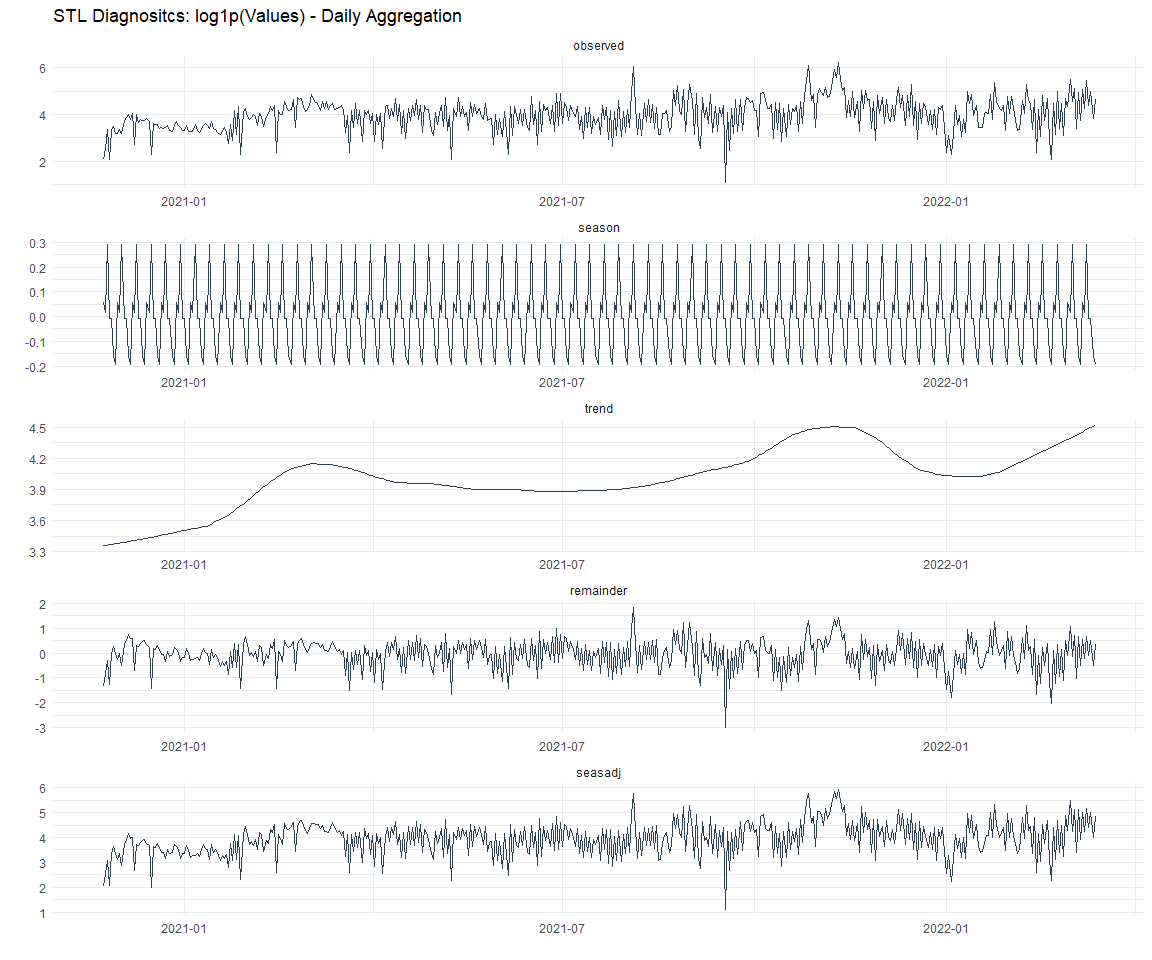 STL Diagnositcs: log1p(Values) - Daily Aggregation
observed
6
4
2
2021-01 2021-07 2022-01
season
0.3
0.2
0.1
0.0
-0.1
-0.2
2021-01 2021-07 2022-01
trend
4.5
4.2
3.9
3.6
3.3
2021-01 2021-07 2022-01
remainder
2
1
0
-1
-2
-3
2021-01 2021-07 2022-01
seasadj
6
5
4
3
2
1
2021-01 2021-07 2022-01